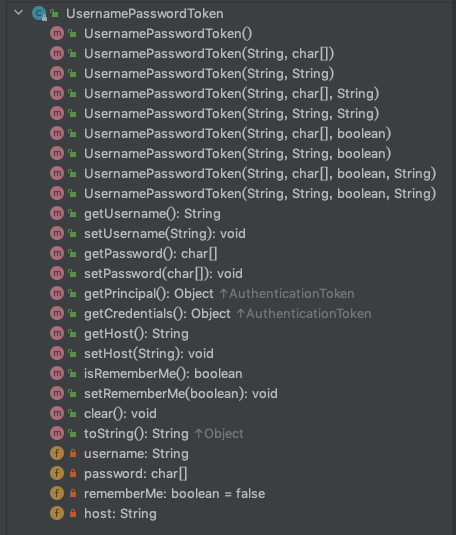 UsernamePasswordToken
m UsernamePasswordToken()
m UsernamePasswordToken(String, char[])
m UsernamePasswordToken(String, String)
m UsernamePasswordToken(String, char[], String)
m UsernamePasswordToken(String, String, String)
m UsernamePasswordToken(String, char[], boolean)
m UsernamePasswordToken(String, String, boolean)
m UsernamePasswordToken(String, char[], boolean, String)
m UsernamePasswordToken(String, String, boolean, String)
m getUsername(): String
m setUsername(String): void
m getPassword(): char[]
m setPassword(char[]): void
m getPrincipal(): Object ↑AuthenticationToken
m getCredentials(): Object ↑AuthenticationToken
m getHost(): String
m setHost(String): void
m isRememberMe(): boolean
m setRememberMe(boolean): void
m clear(): void
m toString(): String ↑Object
f username: String
f password: char[]
f rememberMe: boolean = false
f host: String